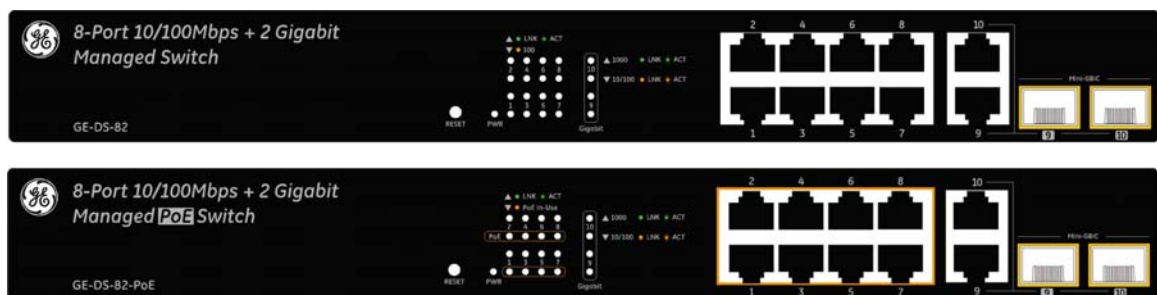 8-Port 10/100Mbps + 2 Gigabit
Managed Switch
GE-DS-82
RESET
PWR
▲ LNK ACT
▼ 100
2 4 6 8
1 3 5 7
10
9
Gigabit
▲ 1000 LNK ACT
▼ 10/100 LNK ACT
2 4 6 8 10
1 3 5 7 9
Mini-GBIC
9 10
8-Port 10/100Mbps + 2 Gigabit
Managed PoE Switch
GE-DS-82-PoE
RESET
PWR
▲ LNK ACT
▼ PoE In-Use
2 4 6 8
PoE
1 3 5 7
10
9
Gigabit
▲ 1000 LNK ACT
▼ 10/100 LNK ACT
2 4 6 8 10
1 3 5 7 9
Mini-GBIC
9 10